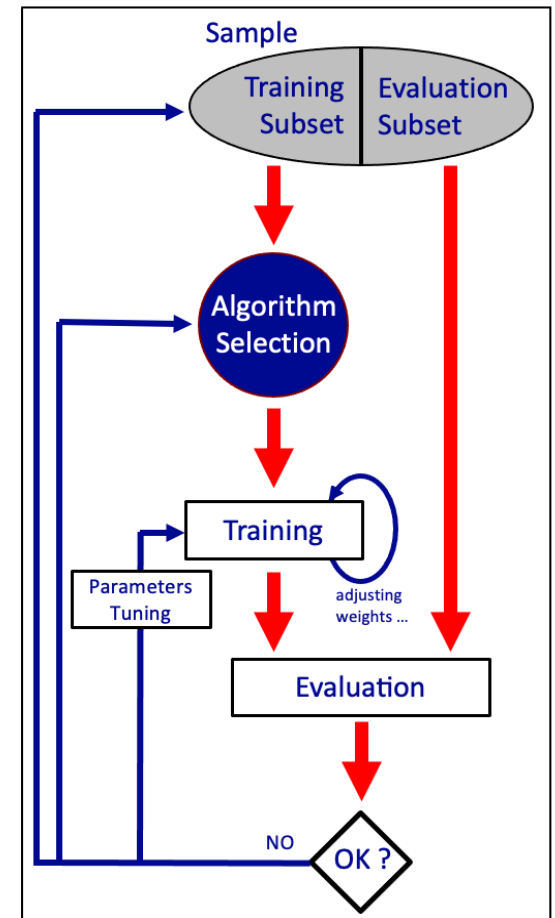 Sample
Training
Subset
Evaluation
Subset
Algorithm
Selection
Training
adjusting
weights ...
Parameters
Tuning
Evaluation
NO
OK ?